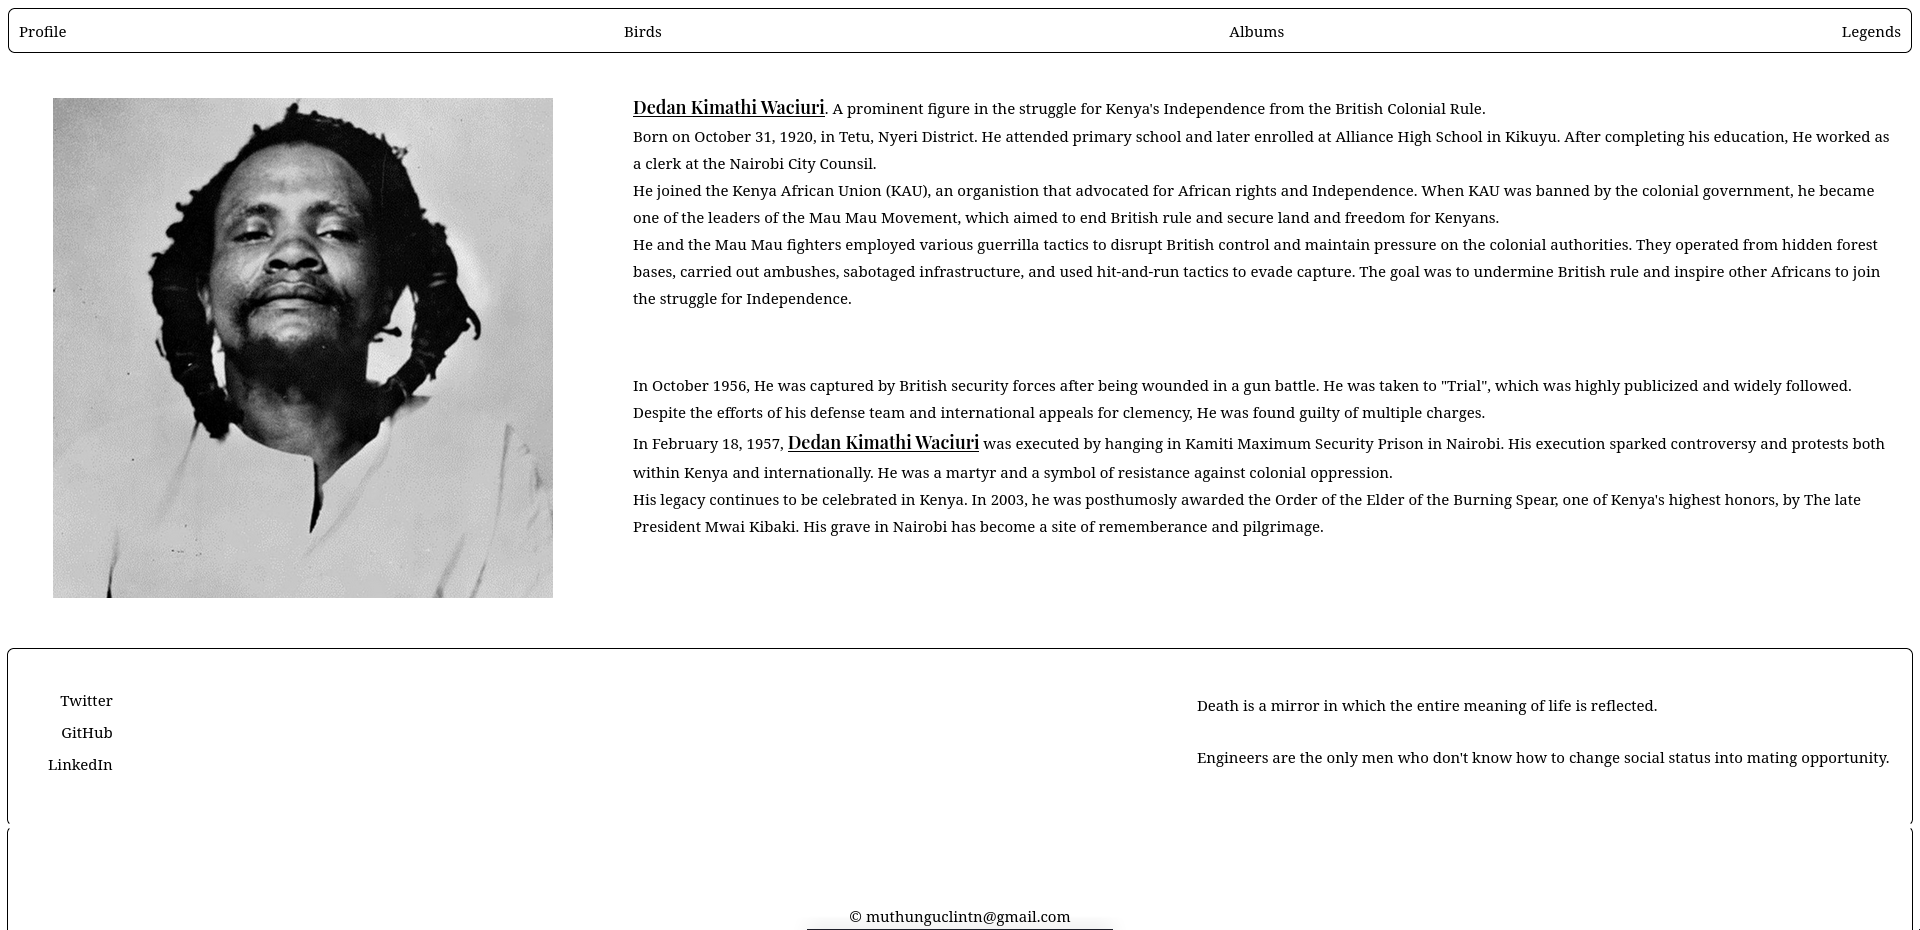 Profile
Birds
Albums
Legends
Dedan Kimathi Waciuri. A prominent figure in the struggle for Kenya's Independence from the British Colonial Rule.
Born on October 31, 1920, in Tetu, Nyeri District. He attended primary school and later enrolled at Alliance High School in Kikuyu. After completing his education, He worked as
a clerk at the Nairobi City Counsil.
He joined the Kenya African Union (KAU), an organistion that advocated for African rights and Independence. When KAU was banned by the colonial government, he became
one of the leaders of the Mau Mau Movement, which aimed to end British rule and secure land and freedom for Kenyans.
He and the Mau Mau fighters employed various guerrilla tactics to disrupt British control and maintain pressure on the colonial authorities. They operated from hidden forest
bases, carried out ambushes, sabotaged infrastructure, and used hit-and-run tactics to evade capture. The goal was to undermine British rule and inspire other Africans to join
the struggle for Independence.
In October 1956, He was captured by British security forces after being wounded in a gun battle. He was taken to "Trial", which was highly publicized and widely followed.
Despite the efforts of his defense team and international appeals for clemency, He was found guilty of multiple charges.
In February 18, 1957, Dedan Kimathi Waciuri was executed by hanging in Kamiti Maximum Security Prison in Nairobi. His execution sparked controversy and protests both
within Kenya and internationally. He was a martyr and a symbol of resistance against colonial oppression.
His legacy continues to be celebrated in Kenya. In 2003, he was posthumosly awarded the Order of the Elder of the Burning Spear, one of Kenya's highest honors, by The late
President Mwai Kibaki. His grave in Nairobi has become a site of rememberance and pilgrimage.
Twitter
GitHub
LinkedIn
Death is a mirror in which the entire meaning of life is reflected.
Engineers are the only men who don't know how to change social status into mating opportunity.
© muthunguclintn@gmail.com